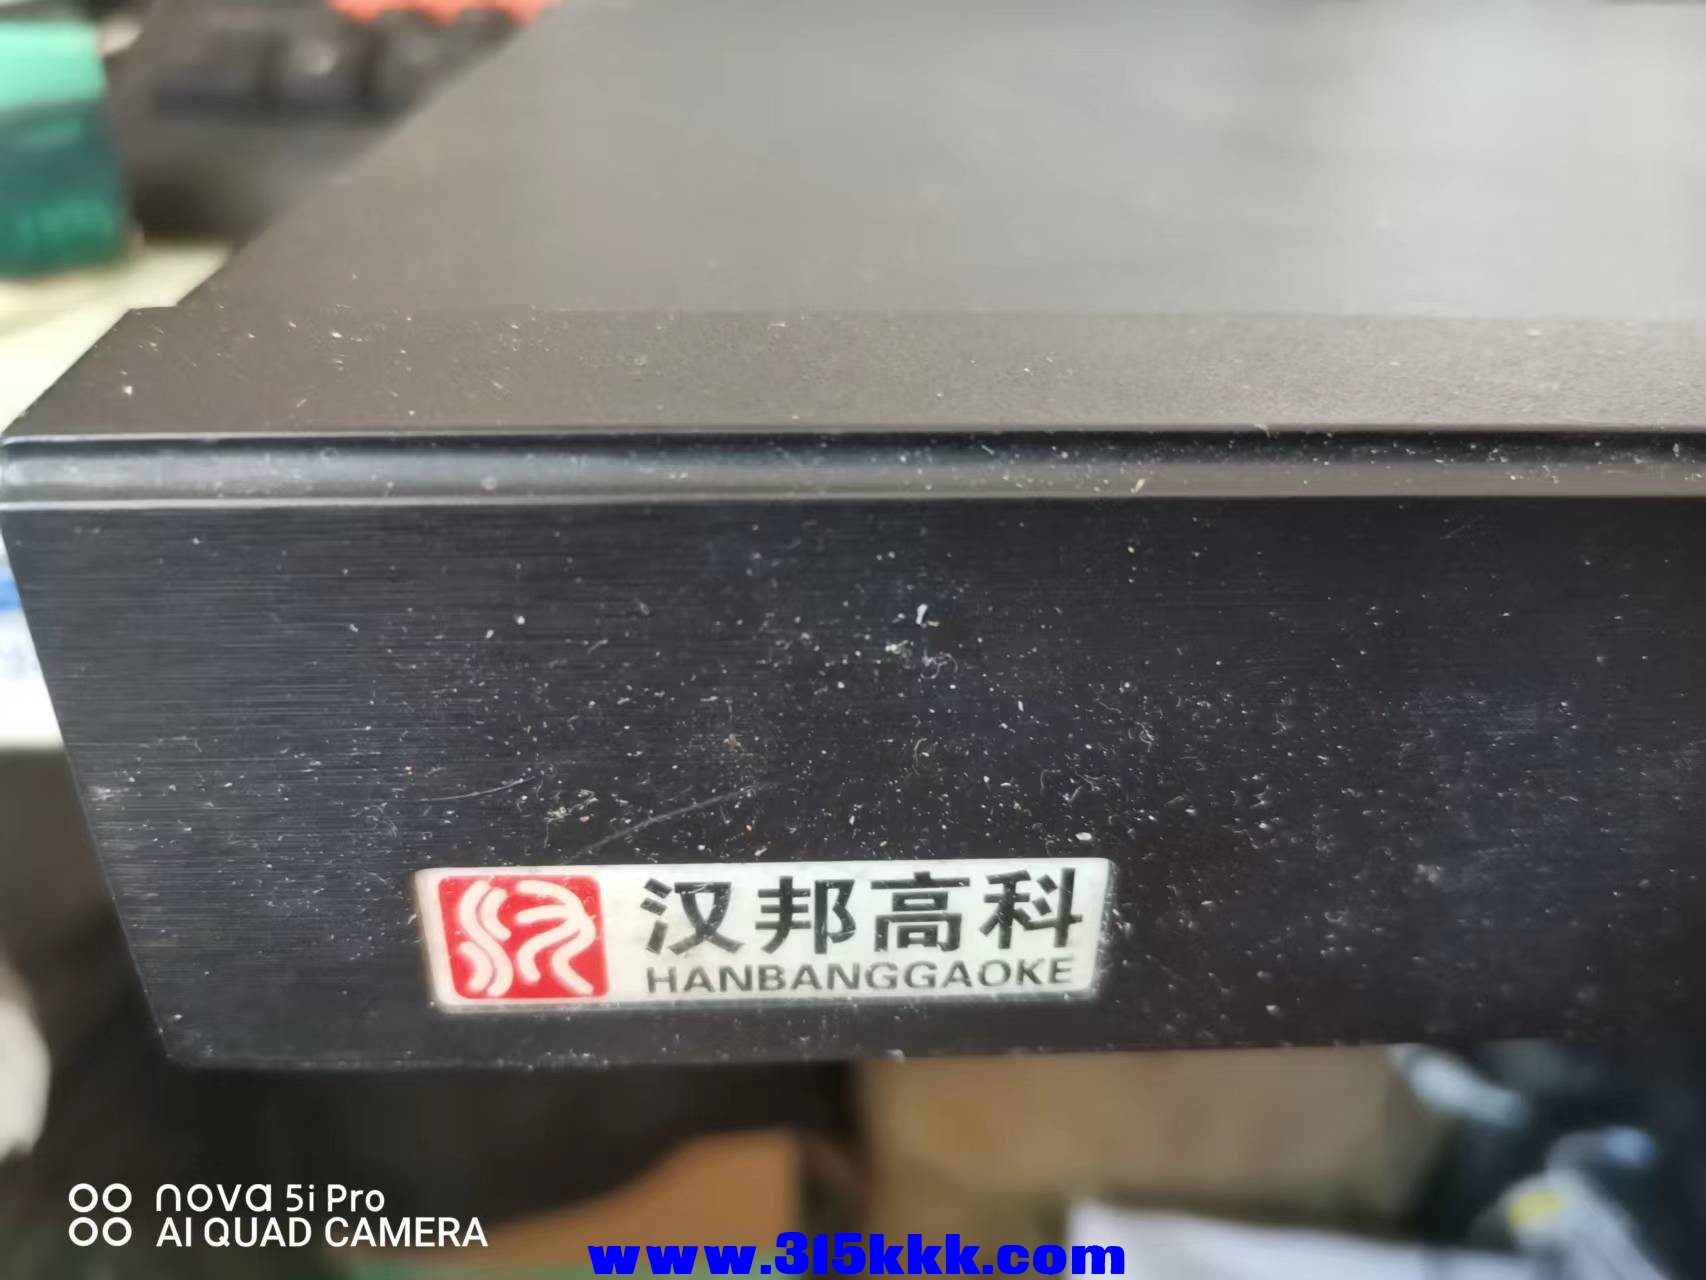 汉邦高科
HANBANGGAOKE
nova 5i Pro
AI QUAD CAMERA
www.315kkk.com